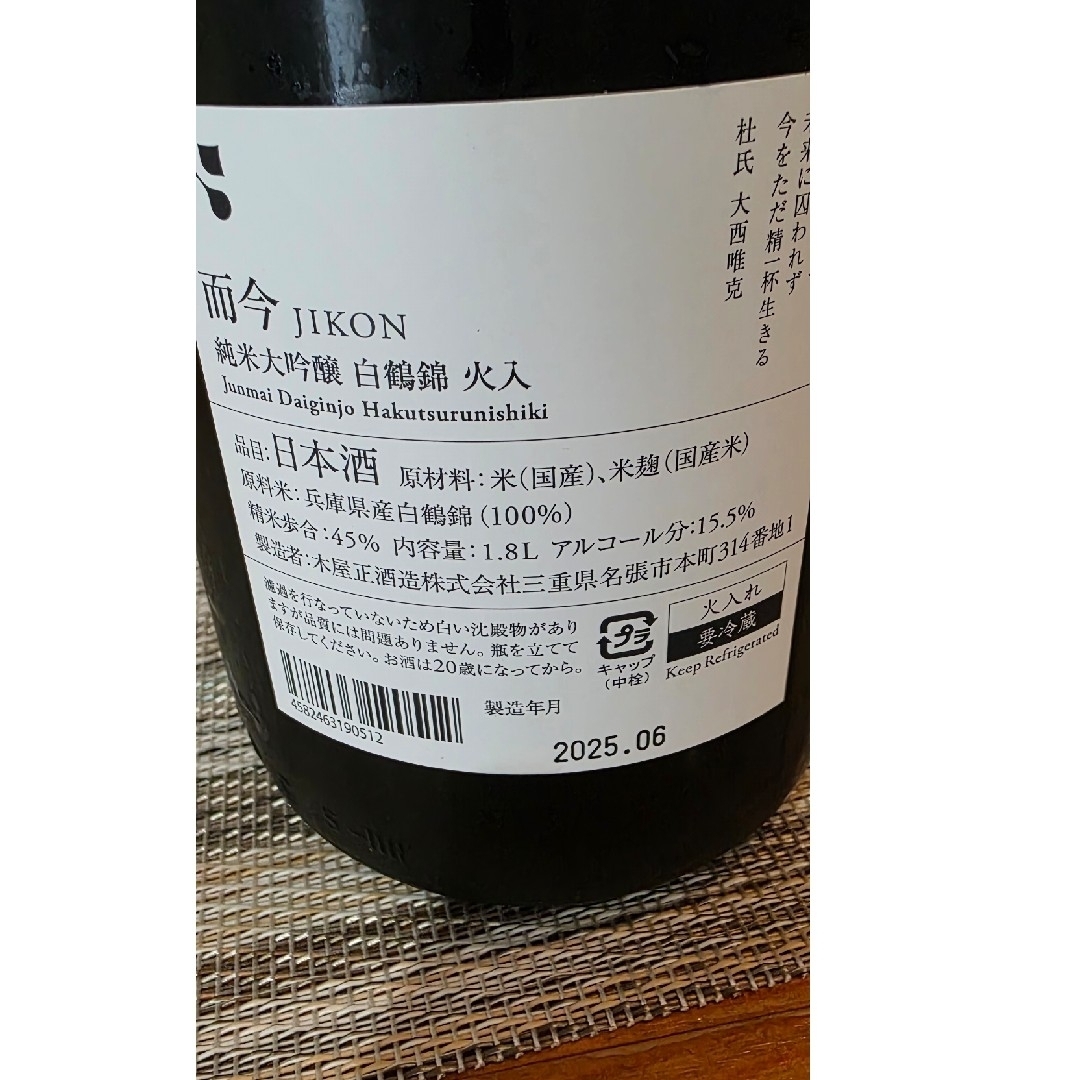 未来に囚われず
今をただ精一杯生きる
杜氏 大西唯克
而今 JIKON
純米大吟醸 白鶴錦 火入
Junmai Daiginjo Hakutsurunishiki
品目:日本酒 原材料:米(国産)、米麹(国産米)
原料米:兵庫県産白鶴錦(100%)
精米歩合:45% 内容量:1.8L アルコール分:15.5%
製造者:木屋正酒造株式会社三重県名張市本町314番地1
濾過を行なっていないため白い沈殿物があり
ますが品質には問題ありません。瓶を立てて
保存してください。お酒は20歳になってから。
プラ
キャップ
(中栓)
火入れ
要冷蔵
Keep Refrigerated
4582463190512
製造年月
2025.06